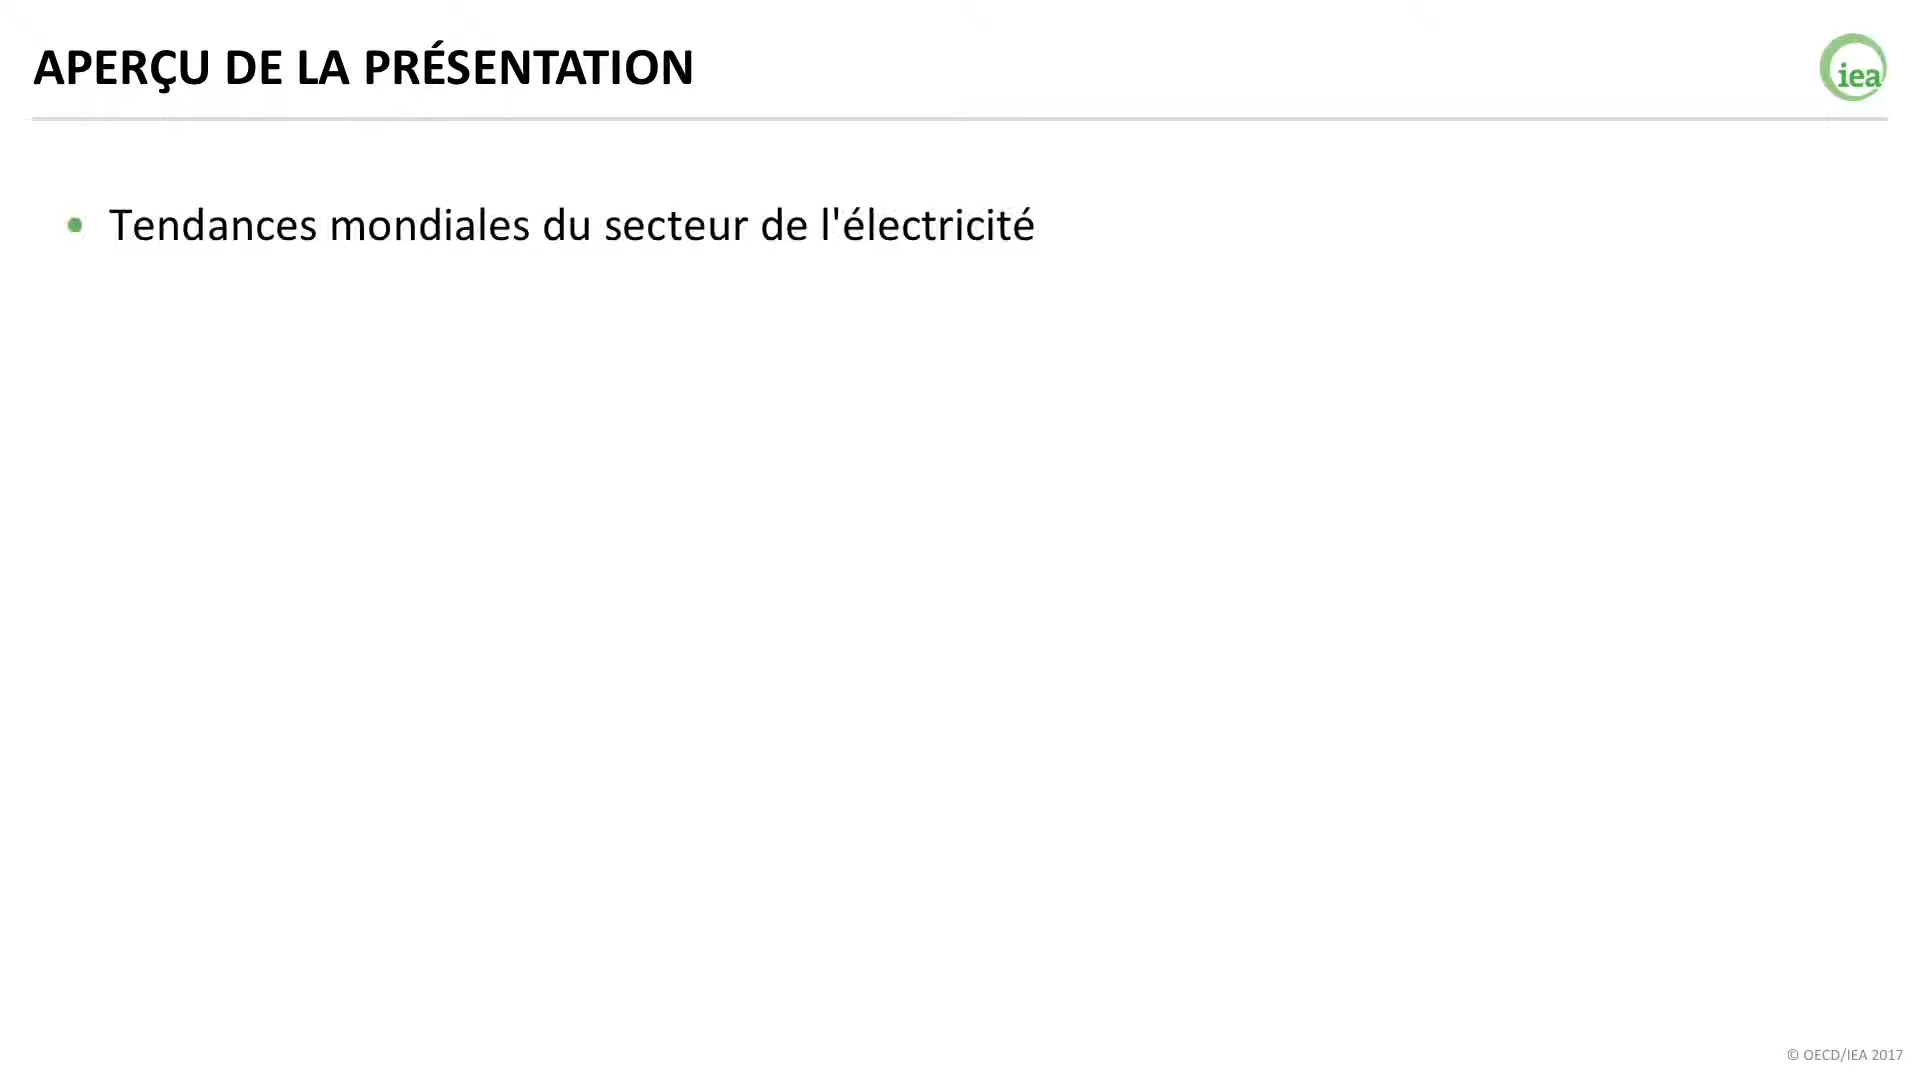 APERÇU DE LA PRÉSENTATION
iea
• Tendances mondiales du secteur de l'électricité
© OECD/IEA 2017